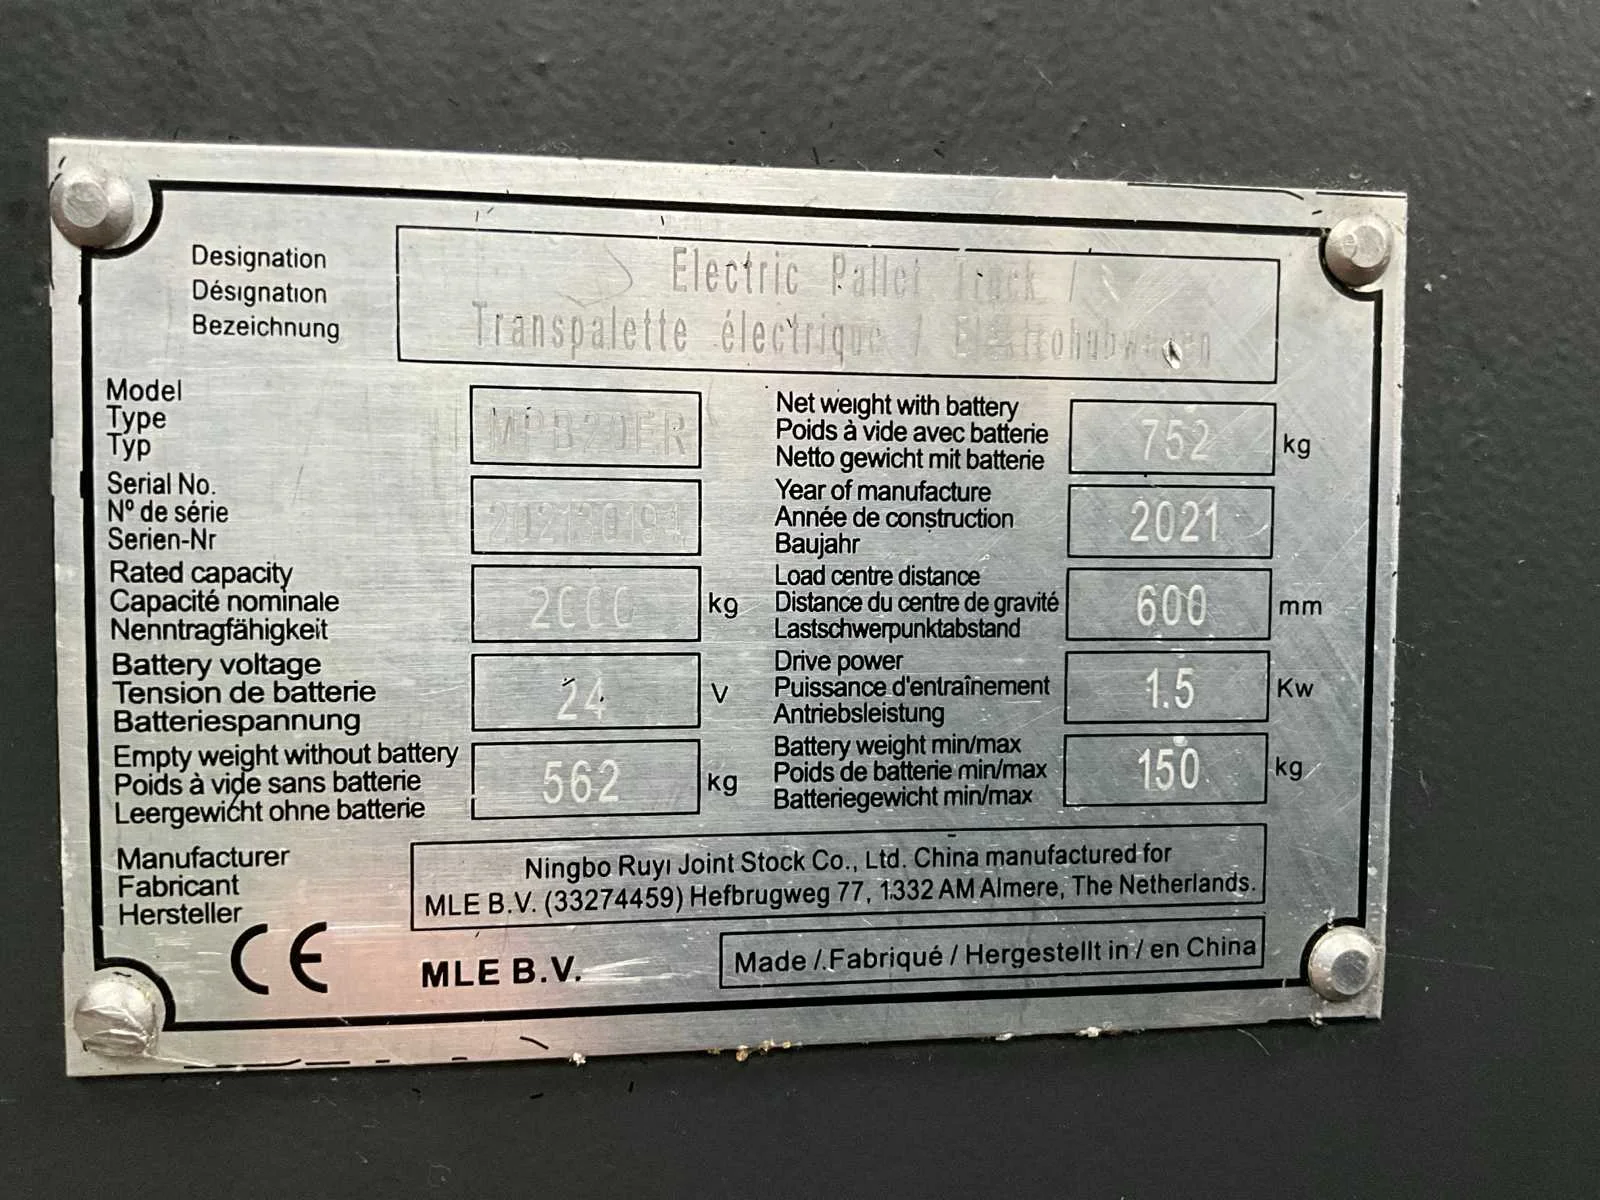 Designation
Désignation
Bezeichnung
Electric Pallet Truck /
Transpalette électrique / Elektrohubwagen
Model
Type
Typ
MPB20ER
Net weight with battery
Poids à vide avec batterie
Netto gewicht mit batterie
752 kg
Serial No.
Nº de série
Serien-Nr
Year of manufacture
Année de construction
Baujahr
2021
Rated capacity
Capacité nominale
Nenntragfähigkeit
2000 kg
Load centre distance
Distance du centre de gravité
Lastschwerpunktabstand
600 mm
Battery voltage
Tension de batterie
Batteriespannung
24 V
Drive power
Puissance d'entraînement
Antriebsleistung
1.5 Kw
Empty weight without battery
Poids à vide sans batterie
Leergewicht ohne batterie
562 kg
Battery weight min/max
Poids de batterie min/max
Batteriegewicht min/max
150 kg
Manufacturer
Fabricant
Hersteller
Ningbo Ruyi Joint Stock Co., Ltd. China manufactured for
MLE B.V. (33274459) Hefbrugweg 77, 1332 AM Almere, The Netherlands.
CE
MLE B.V.
Made / Fabriqué / Hergestellt in / en China